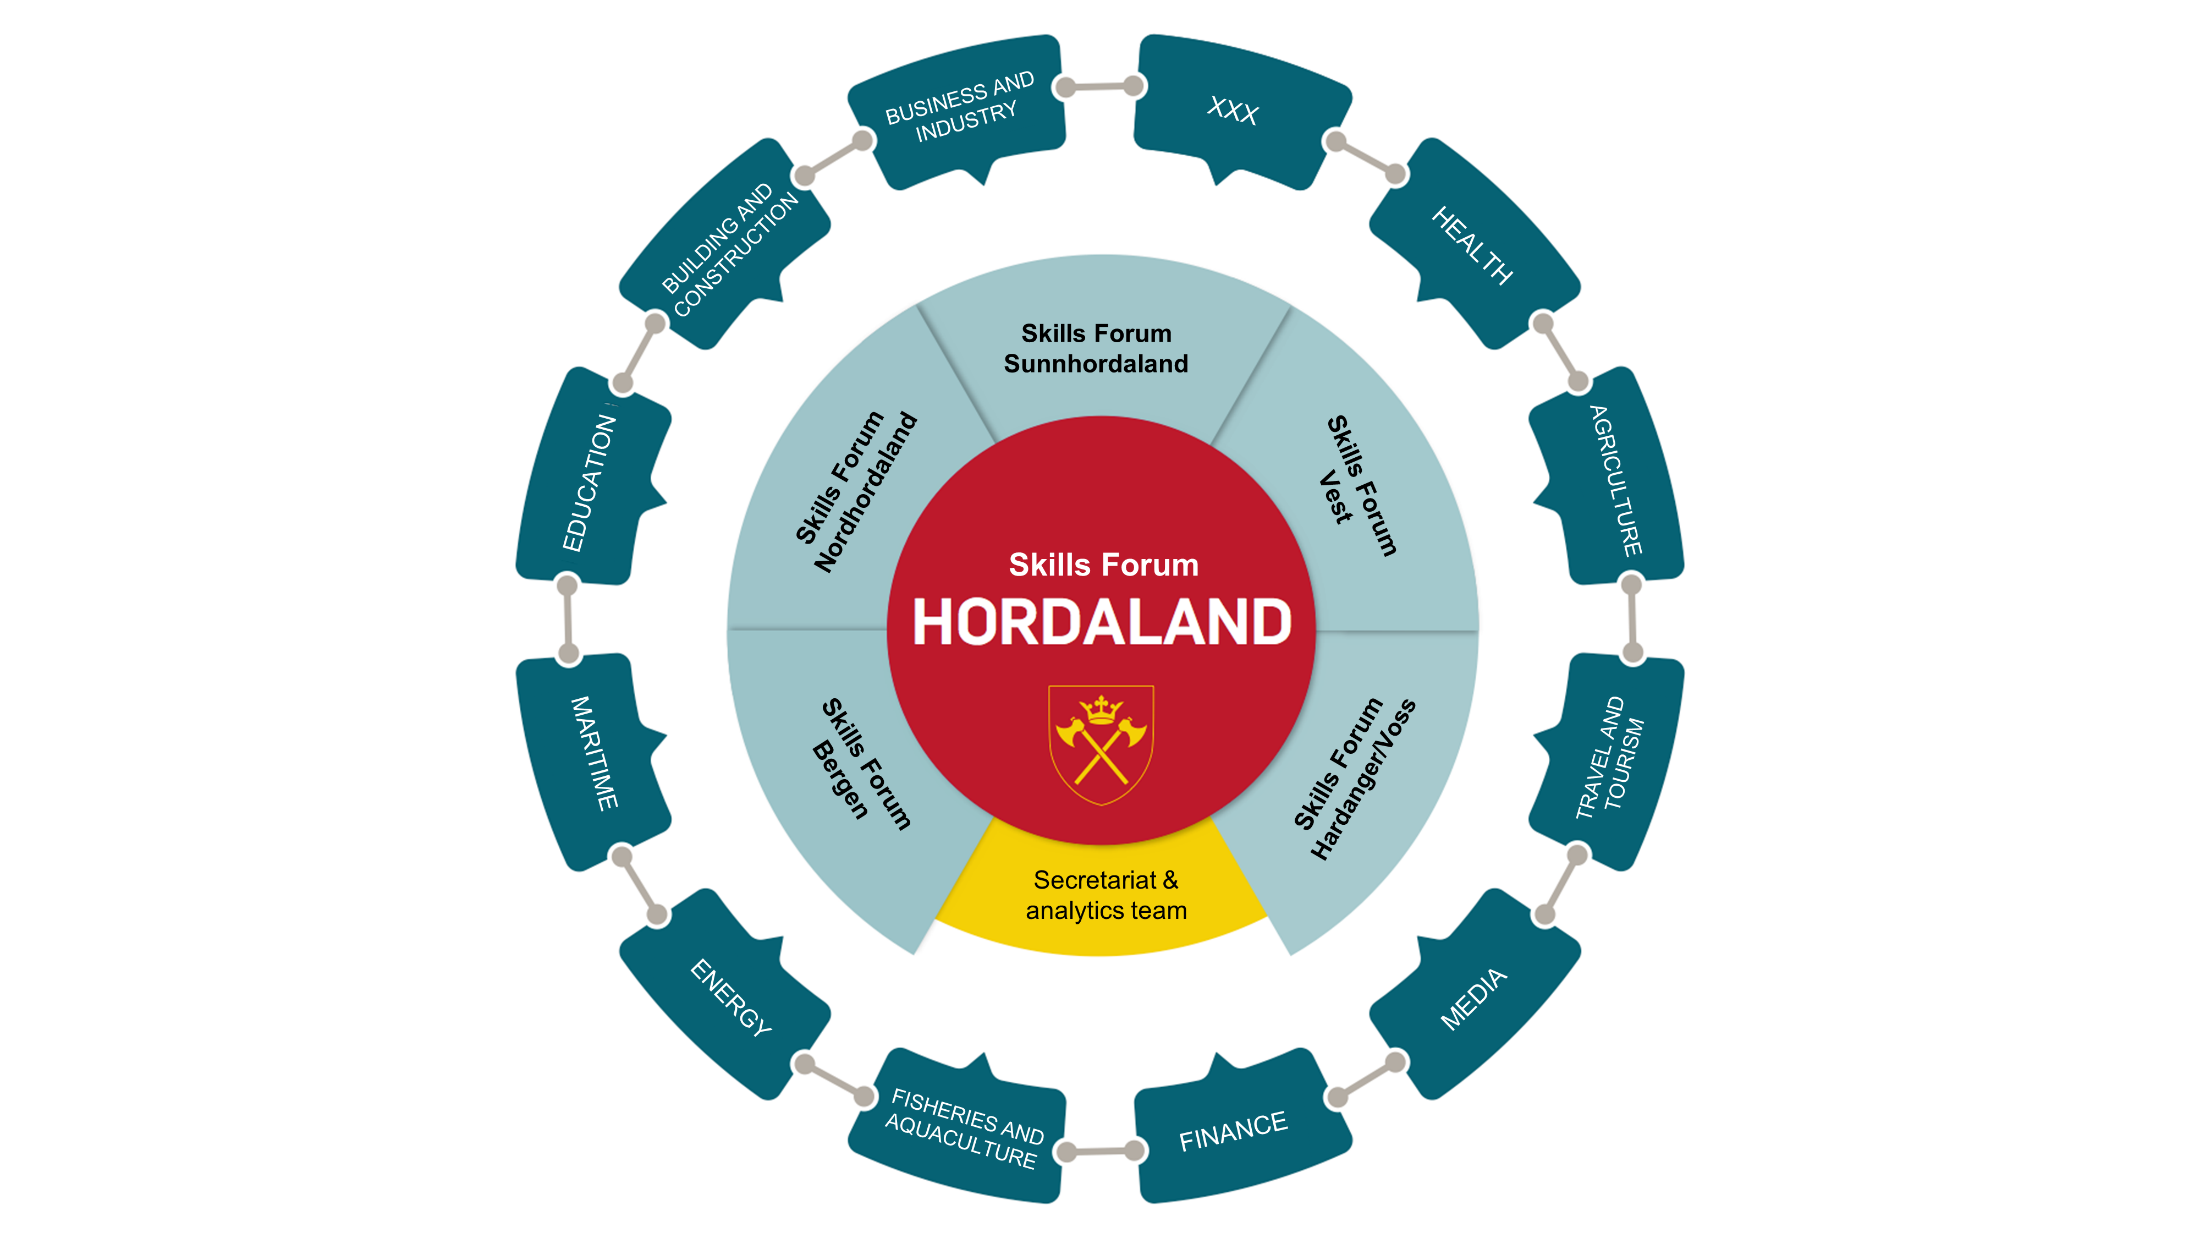 BUSINESS AND
INDUSTRY
XXX
HEALTH
AGRICULTURE
TRAVEL AND
TOURISM
MEDIA
FINANCE
FISHERIES AND
AQUACULTURE
ENERGY
MARITIME
EDUCATION
BUILDING AND
CONSTRUCTION
Skills Forum
Sunnhordaland
Skills Forum
Vest
Skills Forum
Hardanger/Voss
Secretariat &
analytics team
Skills Forum
Bergen
Skills Forum
Nordhordaland
Skills Forum
HORDALAND